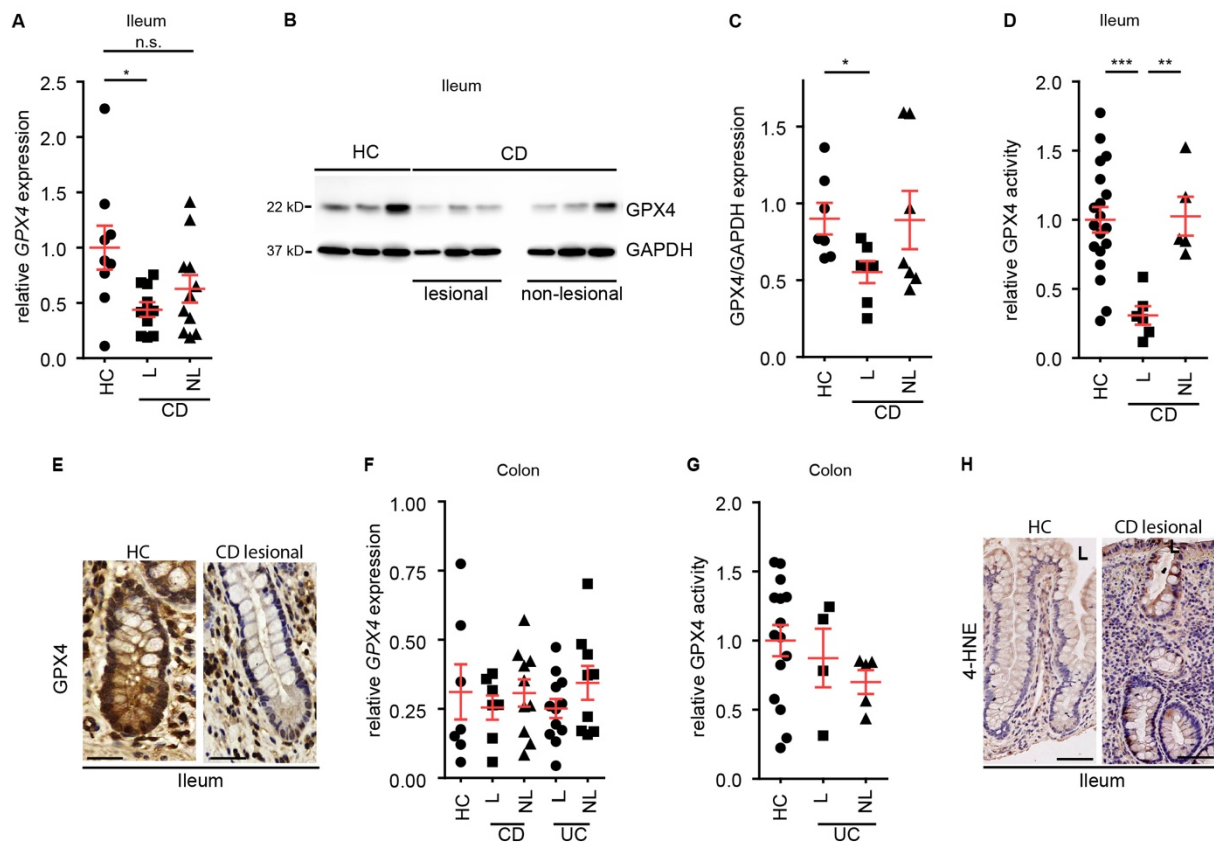 A
Ileum
n.s.
*
relative GPX4 expression
2.5
2.0
1.5
1.0
0.5
0.0
HC
L
NL
CD
B
Ileum
HC
CD
22 kD
GPX4
37 kD
GAPDH
lesional
non-lesional
C
*
GPX4/GAPDH expression
1.5
1.0
0.5
0.0
HC
L
NL
CD
D
Ileum
*** **
relative GPX4 activity
2.0
1.5
1.0
0.5
0.0
HC
L
NL
CD
E
HC
CD lesional
GPX4
Ileum
F
Colon
relative GPX4 expression
1.00
0.75
0.50
0.25
0.00
HC
L
NL
L
NL
CD
UC
G
Colon
relative GPX4 activity
2.0
1.5
1.0
0.5
0.0
HC
L
NL
UC
H
HC
CD lesional
4-HNE
L
L
Ileum